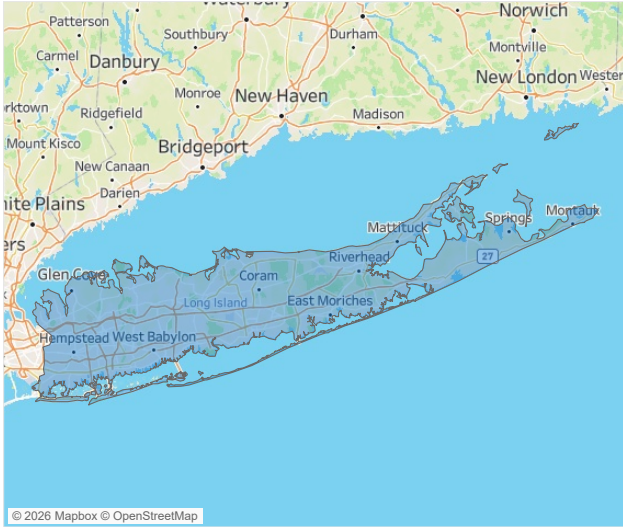 Waterbury
Norwich
Patterson
Southbury
Durham
Carmel
Danbury
Montville
New London
Wester
Monroe
New Haven
rktown
Ridgefield
Madison
Mount Kisco
Bridgeport
New Canaan
Darien
ite Plains
ers
Mattituck
Springs
Montauk
Riverhead
27
Glen Cove
Coram
Long Island
East Moriches
Hempstead
West Babylon
© 2026 Mapbox © OpenStreetMap